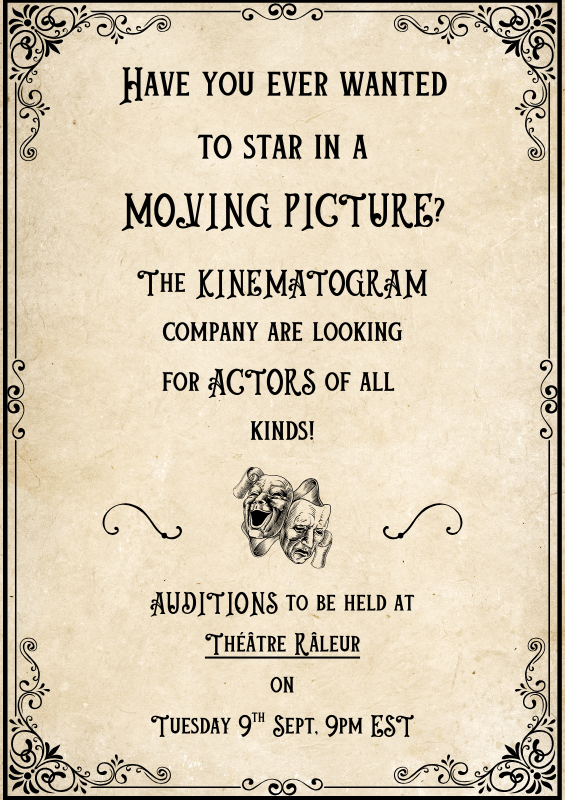 Have you ever wanted
to star in a
MOVING PICTURE?
The KINEMATOGRAM
company are looking
for ACTORS of all
kinds!
AUDITIONS to be held at
Théâtre Râleur
on
Tuesday 9th Sept. 9pm EST